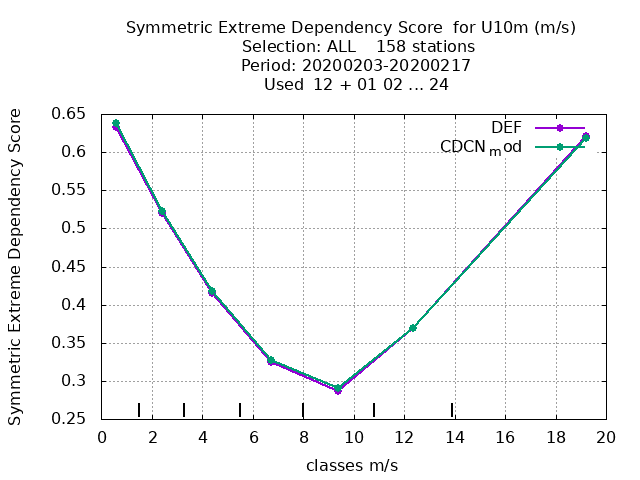 Symmetric Extreme Dependency Score  for U10m (m/s)
Selection: ALL    158 stations
Period: 20200203-20200217
Used  12 + 01 02 ... 24
Symmetric Extreme Dependency Score
0.65
0.6
0.55
0.5
0.45
0.4
0.35
0.3
0.25
DEF
CDCNmod
0 2 4 6 8 10 12 14 16 18 20
classes m/s